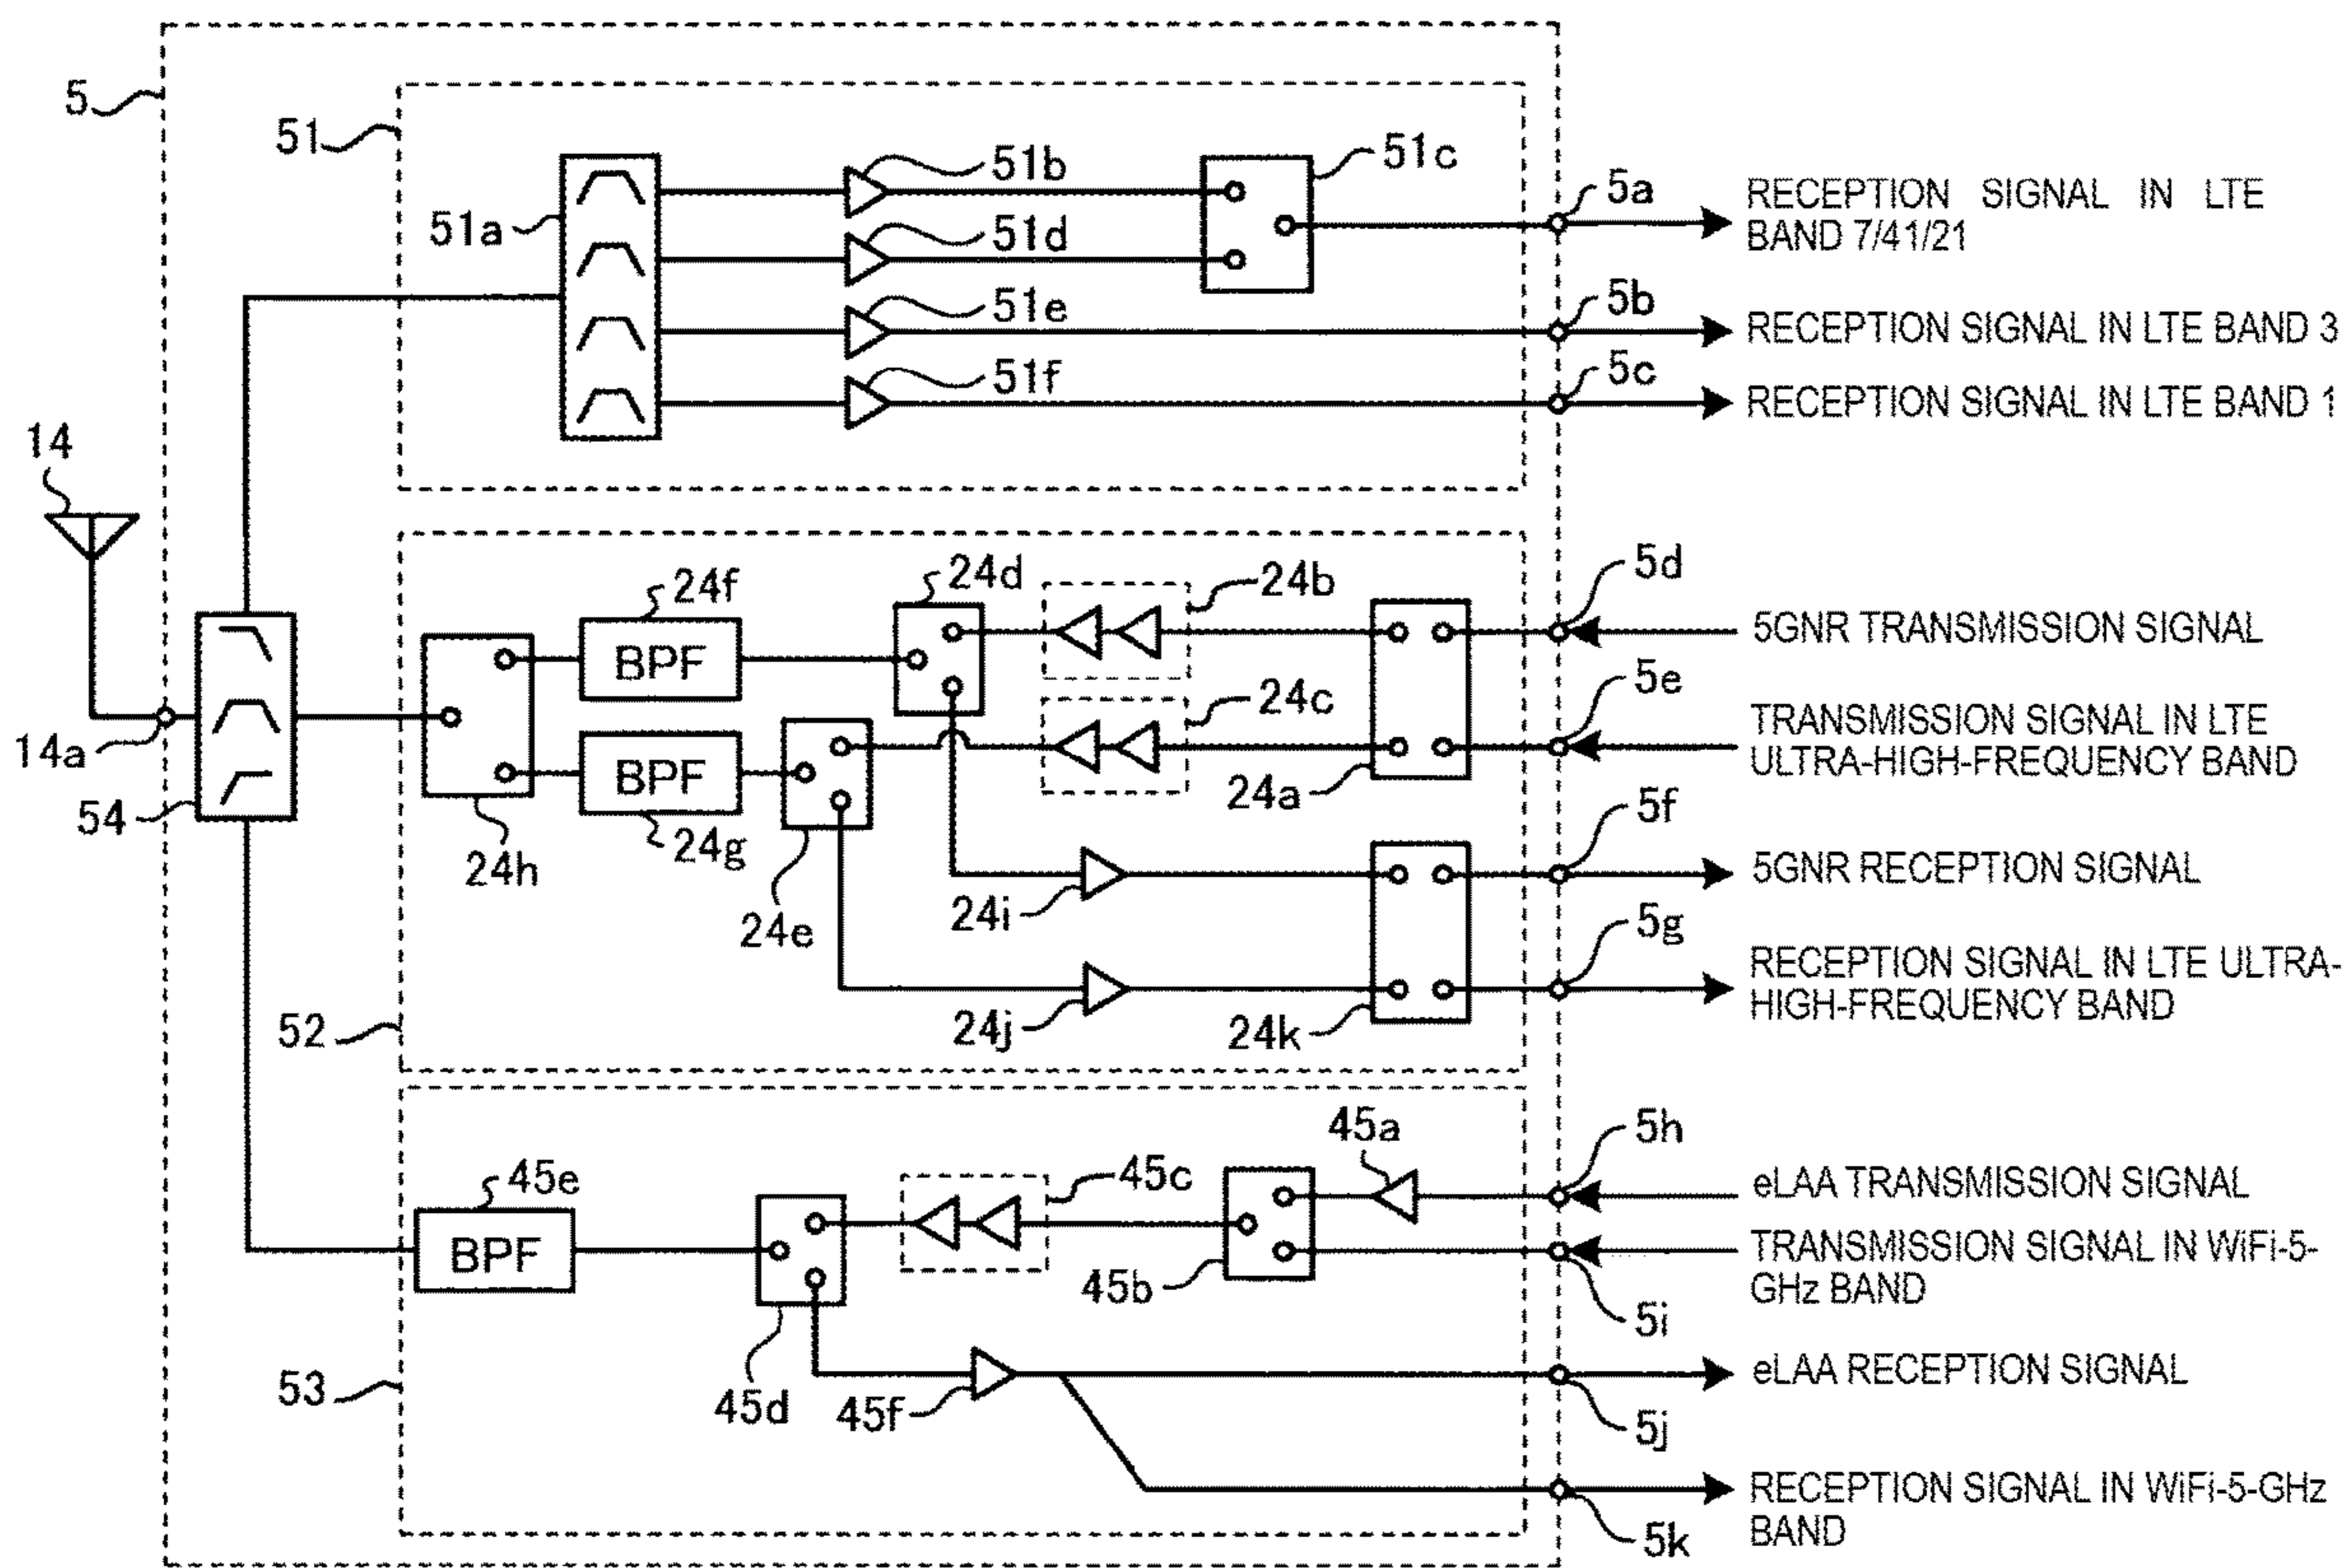 5
51
51a
51b
51c
51d
51e
51f
5a
RECEPTION SIGNAL IN LTE
BAND 7/41/21
5b
RECEPTION SIGNAL IN LTE BAND 3
5c
RECEPTION SIGNAL IN LTE BAND 1
14
14a
54
24f
BPF
24d
24b
5d
5GNR TRANSMISSION SIGNAL
5e
24c
TRANSMISSION SIGNAL IN LTE
ULTRA-HIGH-FREQUENCY BAND
BPF
24a
24h
24g
24e
5f
5GNR RECEPTION SIGNAL
24i
5g
RECEPTION SIGNAL IN LTE ULTRA-
HIGH-FREQUENCY BAND
24j
24k
52
45a
5h
eLAA TRANSMISSION SIGNAL
45e
BPF
45c
45b
TRANSMISSION SIGNAL IN WiFi-5-
GHz BAND
5i
53
45d
45f
eLAA RECEPTION SIGNAL
5j
RECEPTION SIGNAL IN WiFi-5-GHz
BAND
5k